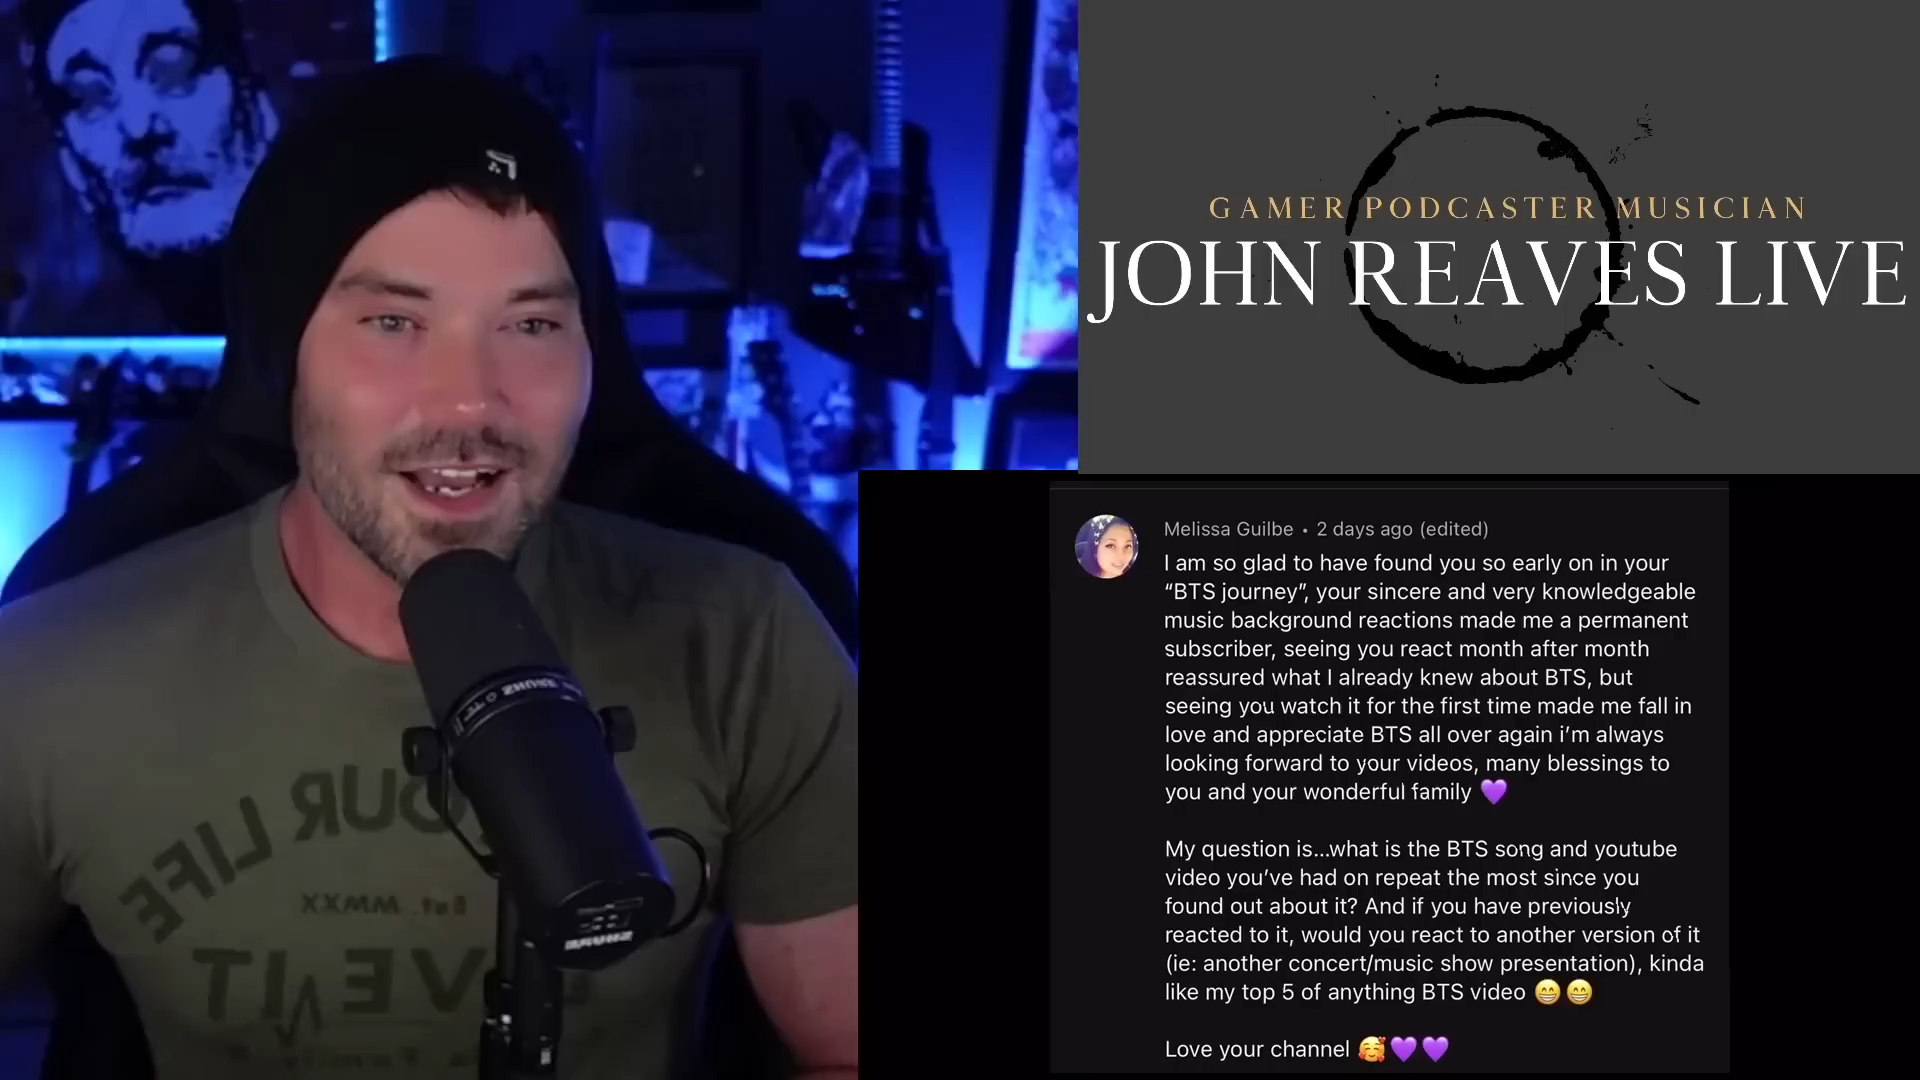 GAMER PODCASTER MUSICIAN
JOHN REAVES LIVE
Melissa Guilbe • 2 days ago (edited)
I am so glad to have found you so early on in your
“BTS journey”, your sincere and very knowledgeable
music background reactions made me a permanent
subscriber, seeing you react month after month
reassured what I already knew about BTS, but
seeing you watch it for the first time made me fall in
love and appreciate BTS all over again i’m always
looking forward to your videos, many blessings to
you and your wonderful family 💜
My question is...what is the BTS song and youtube
video you’ve had on repeat the most since you
found out about it? And if you have previously
reacted to it, would you react to another version of it
(ie: another concert/music show presentation), kinda
like my top 5 of anything BTS video 😁😁
Love your channel 🥰💜💜
OUR LIFE
Est. MMXX
SHURE